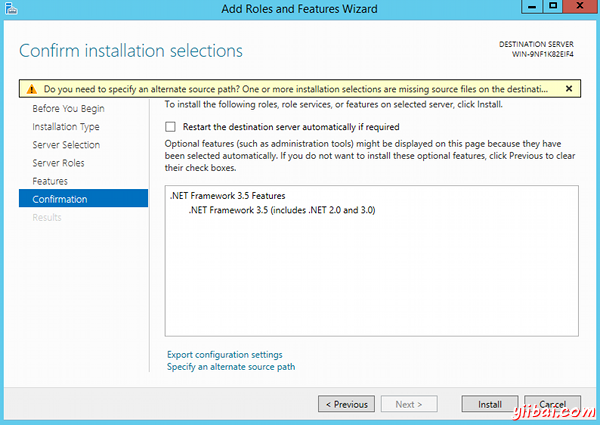 Add Roles and Features Wizard
Confirm installation selections
DESTINATION SERVER
WIN-9NF1K82EIF4
Do you need to specify an alternate source path? One or more installation selections are missing source files on the destinati...
Before You Begin
Installation Type
Server Selection
Server Roles
Features
Confirmation
Results
To install the following roles, role services, or features on selected server, click Install.
Restart the destination server automatically if required
Optional features (such as administration tools) might be displayed on this page because they have
been selected automatically. If you do not want to install these optional features, click Previous to clear
their check boxes.
.NET Framework 3.5 Features
.NET Framework 3.5 (includes .NET 2.0 and 3.0)
Export configuration settings
Specify an alternate source path
< Previous
Next >
Install
Cancel
yiibai.com